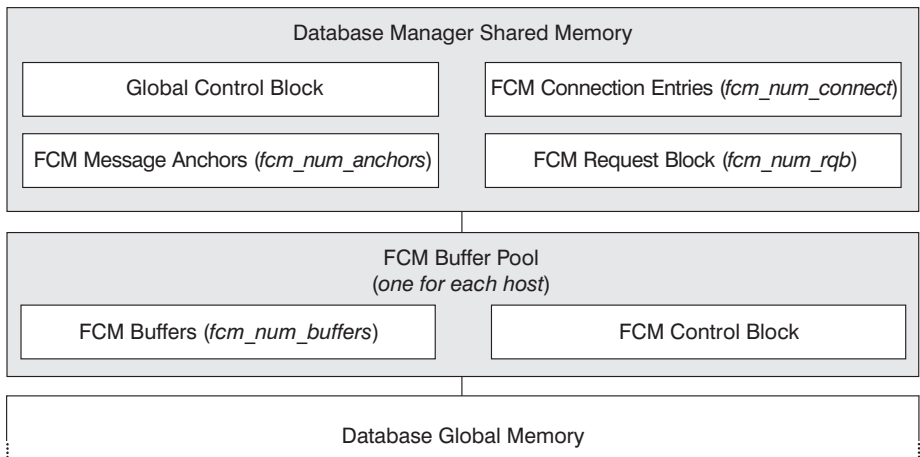 Database Manager Shared Memory
Global Control Block
FCM Connection Entries (fcm_num_connect)
FCM Message Anchors (fcm_num_anchors)
FCM Request Block (fcm_num_rqb)
FCM Buffer Pool
(one for each host)
FCM Buffers (fcm_num_buffers)
FCM Control Block
Database Global Memory